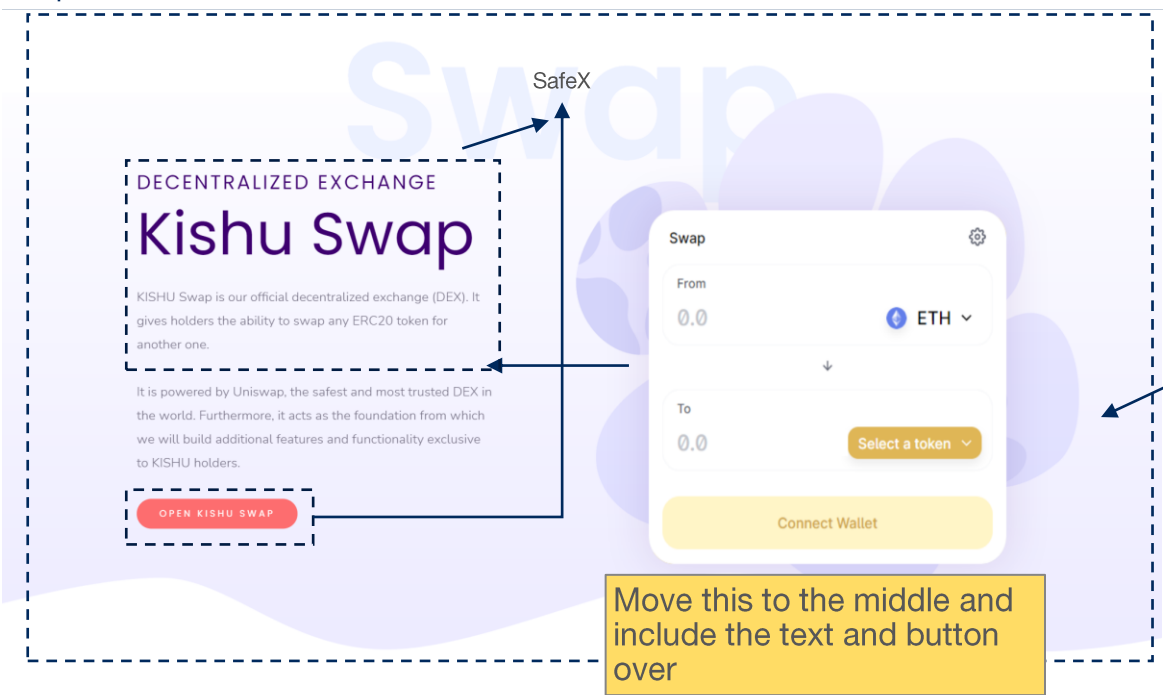 Swap
SafeX
DECENTRALIZED EXCHANGE
Kishu Swap
KISHU Swap is our official decentralized exchange (DEX). It
gives holders the ability to swap any ERC20 token for
another one.
It is powered by Uniswap, the safest and most trusted DEX in
the world. Furthermore, it acts as the foundation from which
we will build additional features and functionality exclusive
to KISHU holders.
OPEN KISHU SWAP
Swap
From
0.0
ETH
To
0.0
Select a token
Connect Wallet
Move this to the middle and
include the text and button
over